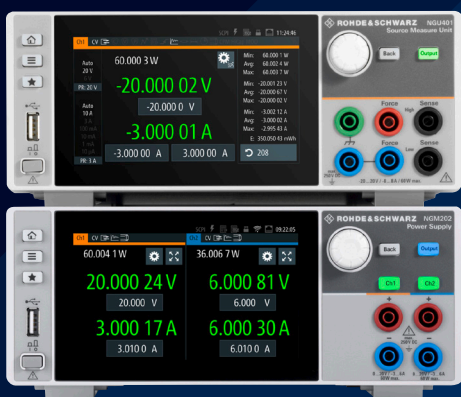 SCPI 11:24:46
ROHDE&SCHWARZ NGU401
Source Measure Unit
Ch1 CV
Auto
20 V
PR: 20 V
Auto
10 A
3 A
PR: 3 A
60.000 3 W
-20.000 02 V
-20.000 0 V
-3.000 01 A
-3.000 00 A
3.000 00 A
Min: 60.000 1 W
Avg: 60.002 4 W
Max: 60.003 7 W
Min: -20.001 23 V
Avg: -20.000 67 V
Max: -20.000 02 V
Min: -3.002 12 A
Avg: -3.000 02 A
Max: -2.995 43 A
E: 350.050 43 mWh
208
Back
Output
Force
Sense
High
Force
Sense
Low
ROHDE&SCHWARZ NGM202
Power Supply
09:22:05
Ch1 CV
Ch2 CV
60.004 1 W
36.006 7 W
20.000 24 V
6.000 81 V
20.000 V
6.000 V
3.000 17 A
6.000 30 A
3.010 0 A
6.010 0 A
Back
Output
Ch1
Ch2